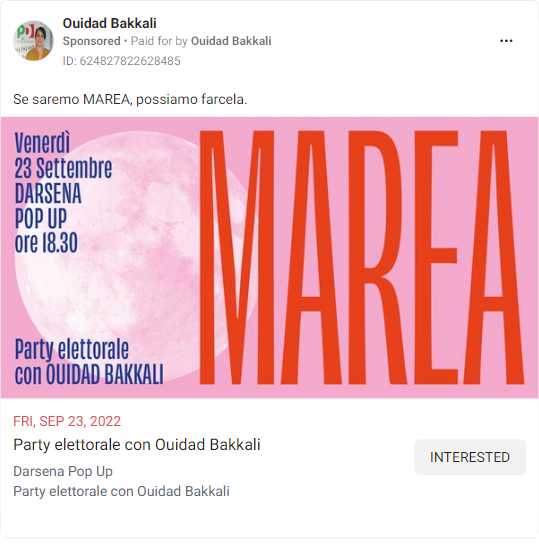 Ouidad Bakkali
Sponsored • Paid for by Ouidad Bakkali
ID: 624827822628485
Se saremo MAREA, possiamo farcela.
Venerdì
23 Settembre
DARSENA
POP UP
ore 18.30
MAREA
Party elettorale
con OUIDAD BAKKALI
FRI, SEP 23, 2022
Party elettorale con Ouidad Bakkali
Darsena Pop Up
Party elettorale con Ouidad Bakkali
INTERESTED